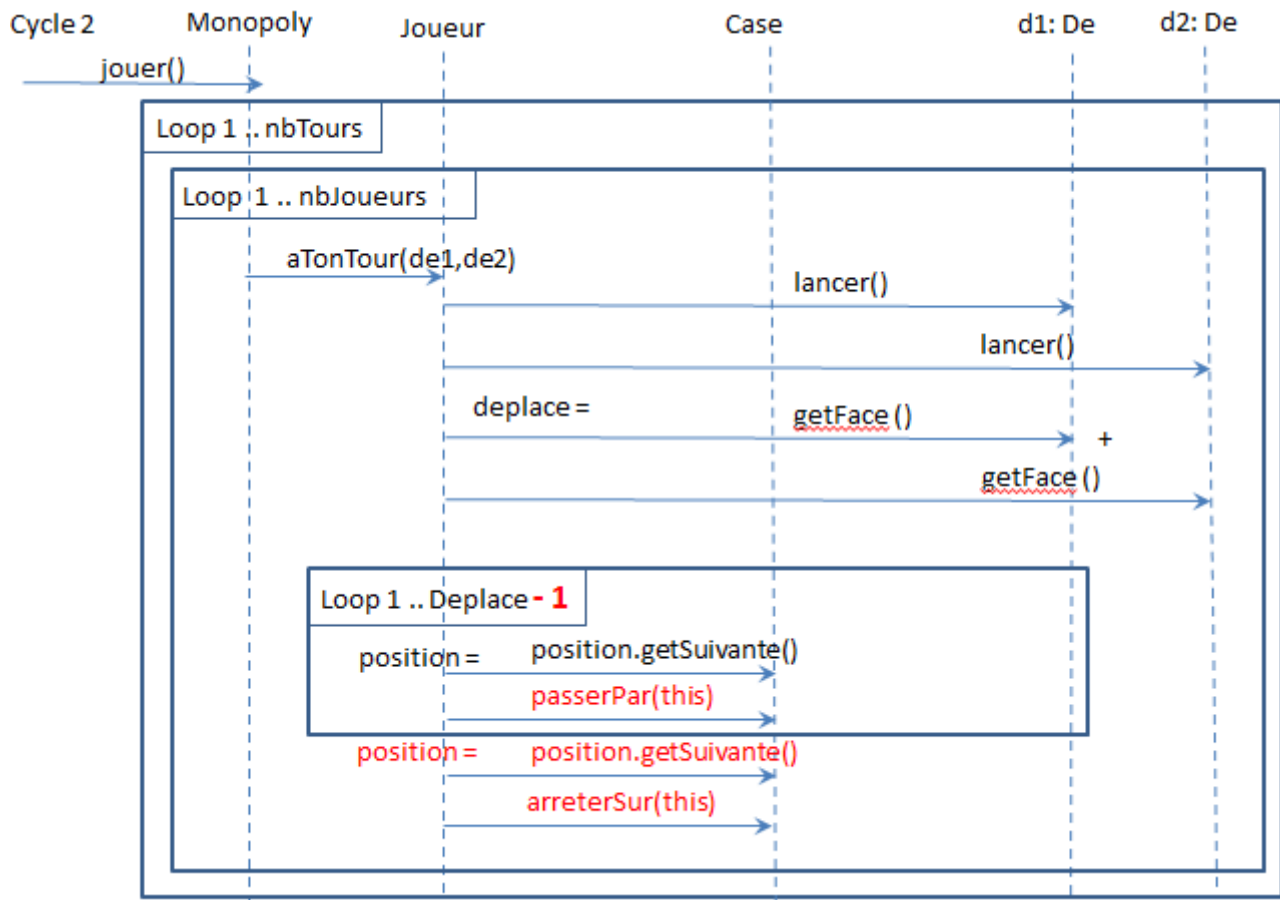 Cycle 2 Monopoly Joueur Case d1: De d2: De
jouer()
Loop 1 .. nbTours
Loop 1 .. nbJoueurs
aTonTour(de1,de2)
lancer()
lancer()
deplace = getFace () +
getFace ()
Loop 1 .. Deplace - 1
position = position.getSuivante()
passerPar(this)
position = position.getSuivante()
arreterSur(this)